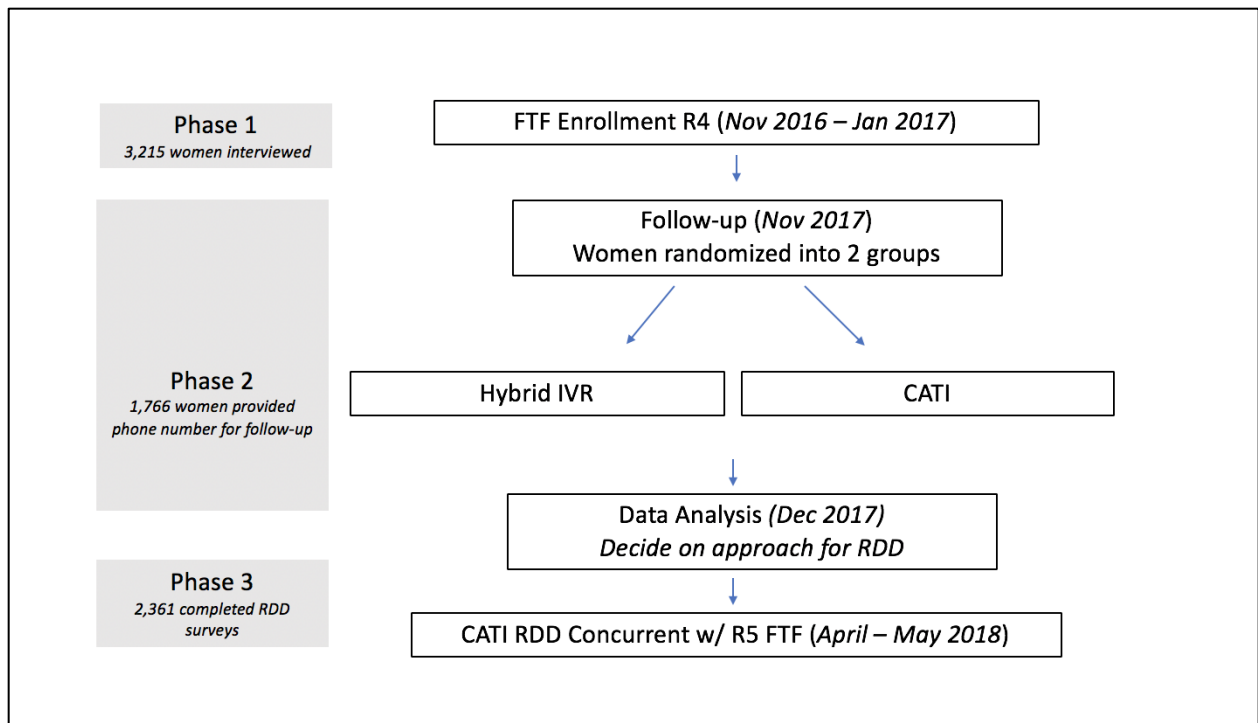 Phase 1
3,215 women interviewed
FTF Enrollment R4 (Nov 2016 – Jan 2017)
Follow-up (Nov 2017)
Women randomized into 2 groups
Phase 2
1,766 women provided
phone number for follow-up
Hybrid IVR
CATI
Data Analysis (Dec 2017)
Decide on approach for RDD
Phase 3
2,361 completed RDD
surveys
CATI RDD Concurrent w/ R5 FTF (April – May 2018)